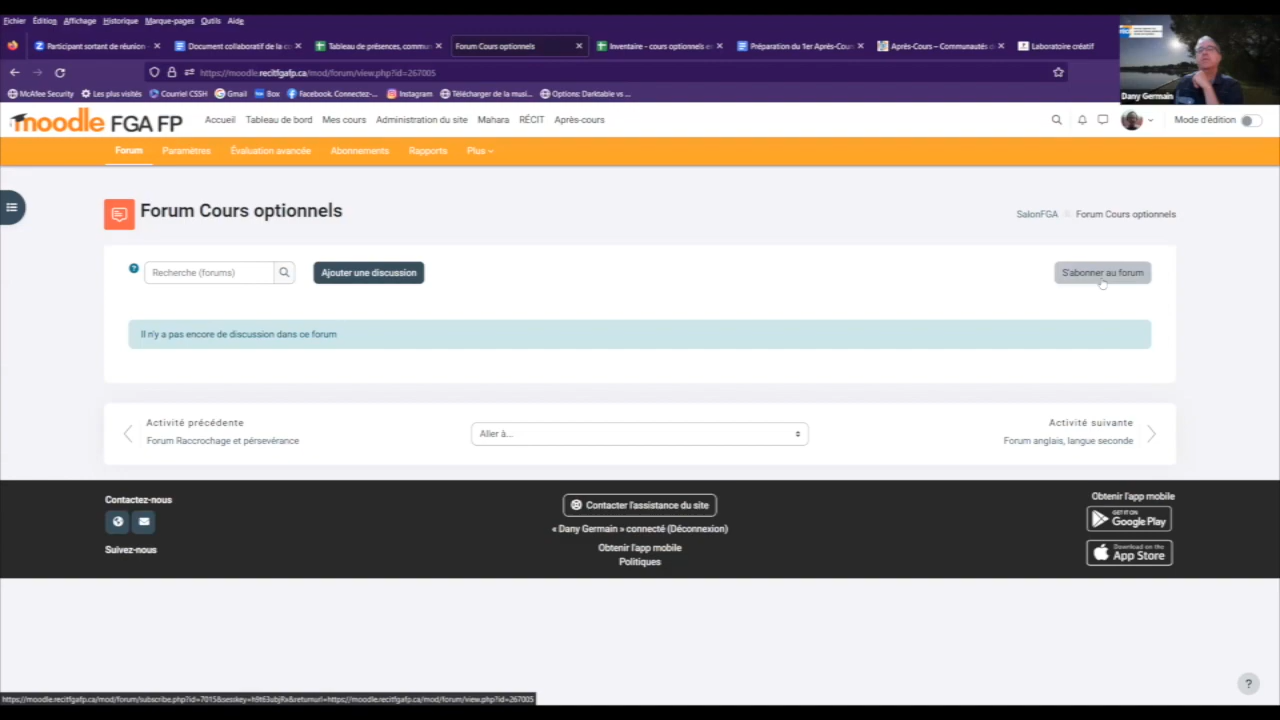 Fichier Édition Affichage Historique Marque-pages Outils Aide
Participant sortant de réunion
Document collaboratif de la c
Tableau de présences, commun
Forum Cours optionnels
Inventaire - cours optionnels e
Préparation du 1er Après-Cour
Après-Cours – Communautés d
Laboratoire créatif
https://moodle.recitfgafp.ca/mod/forum/view.php?id=267005
McAfee Security Les plus visités Courriel CSSH Gmail Box Facebook. Connectez-... Instagram Télécharger de la musi... Options: Darktable vs ...
Dany Germain
moodle FGA FP Accueil Tableau de bord Mes cours Administration du site Mahara RÉCIT Après-cours Mode d'édition
Forum Paramètres Évaluation avancée Abonnements Rapports Plus
Forum Cours optionnels
SalonFGA Forum Cours optionnels
Recherche (forums) Ajouter une discussion S'abonner au forum
Il n'y a pas encore de discussion dans ce forum
Activité précédente
Forum Raccrochage et pérsevérance
Aller à...
Activité suivante
Forum anglais, langue seconde
Contactez-nous
Suivez-nous
Contacter l'assistance du site
« Dany Germain » connecté (Déconnexion)
Obtenir l'app mobile
Politiques
Obtenir l'app mobile
GET IT ON
Google Play
Download on the
App Store
?